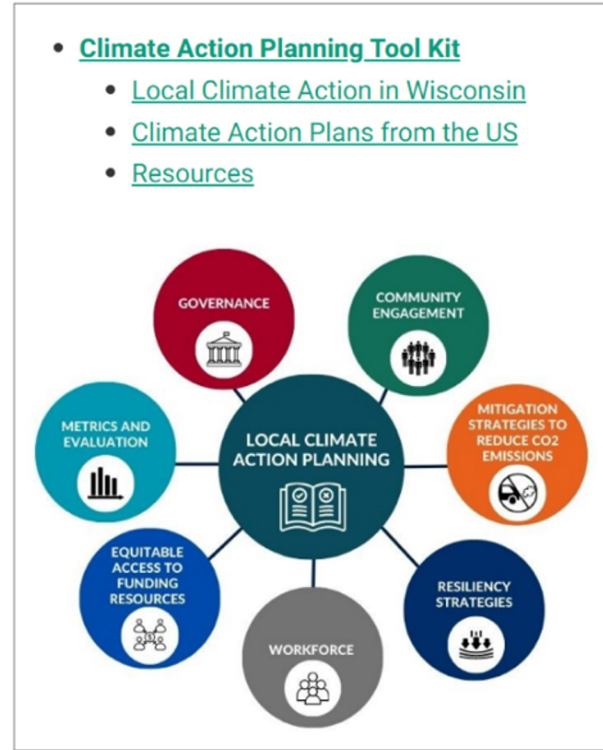 Climate Action Planning Tool Kit
Local Climate Action in Wisconsin
Climate Action Plans from the US
Resources
GOVERNANCE
COMMUNITY
ENGAGEMENT
METRICS AND
EVALUATION
LOCAL CLIMATE
ACTION PLANNING
MITIGATION
STRATEGIES TO
REDUCE CO2
EMISSIONS
EQUITABLE
ACCESS TO
FUNDING
RESOURCES
RESILIENCY
STRATEGIES
WORKFORCE